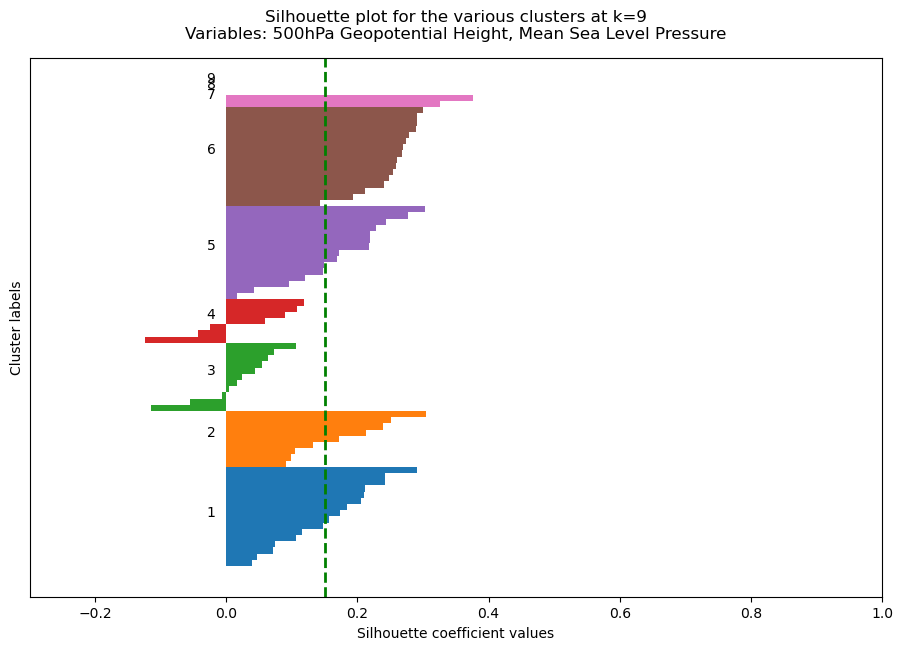 Silhouette plot for the various clusters at k=9
Variables: 500hPa Geopotential Height, Mean Sea Level Pressure
9
8
7
6
5
4
3
2
1
Cluster labels
−0.2 0.0 0.2 0.4 0.6 0.8 1.0
Silhouette coefficient values